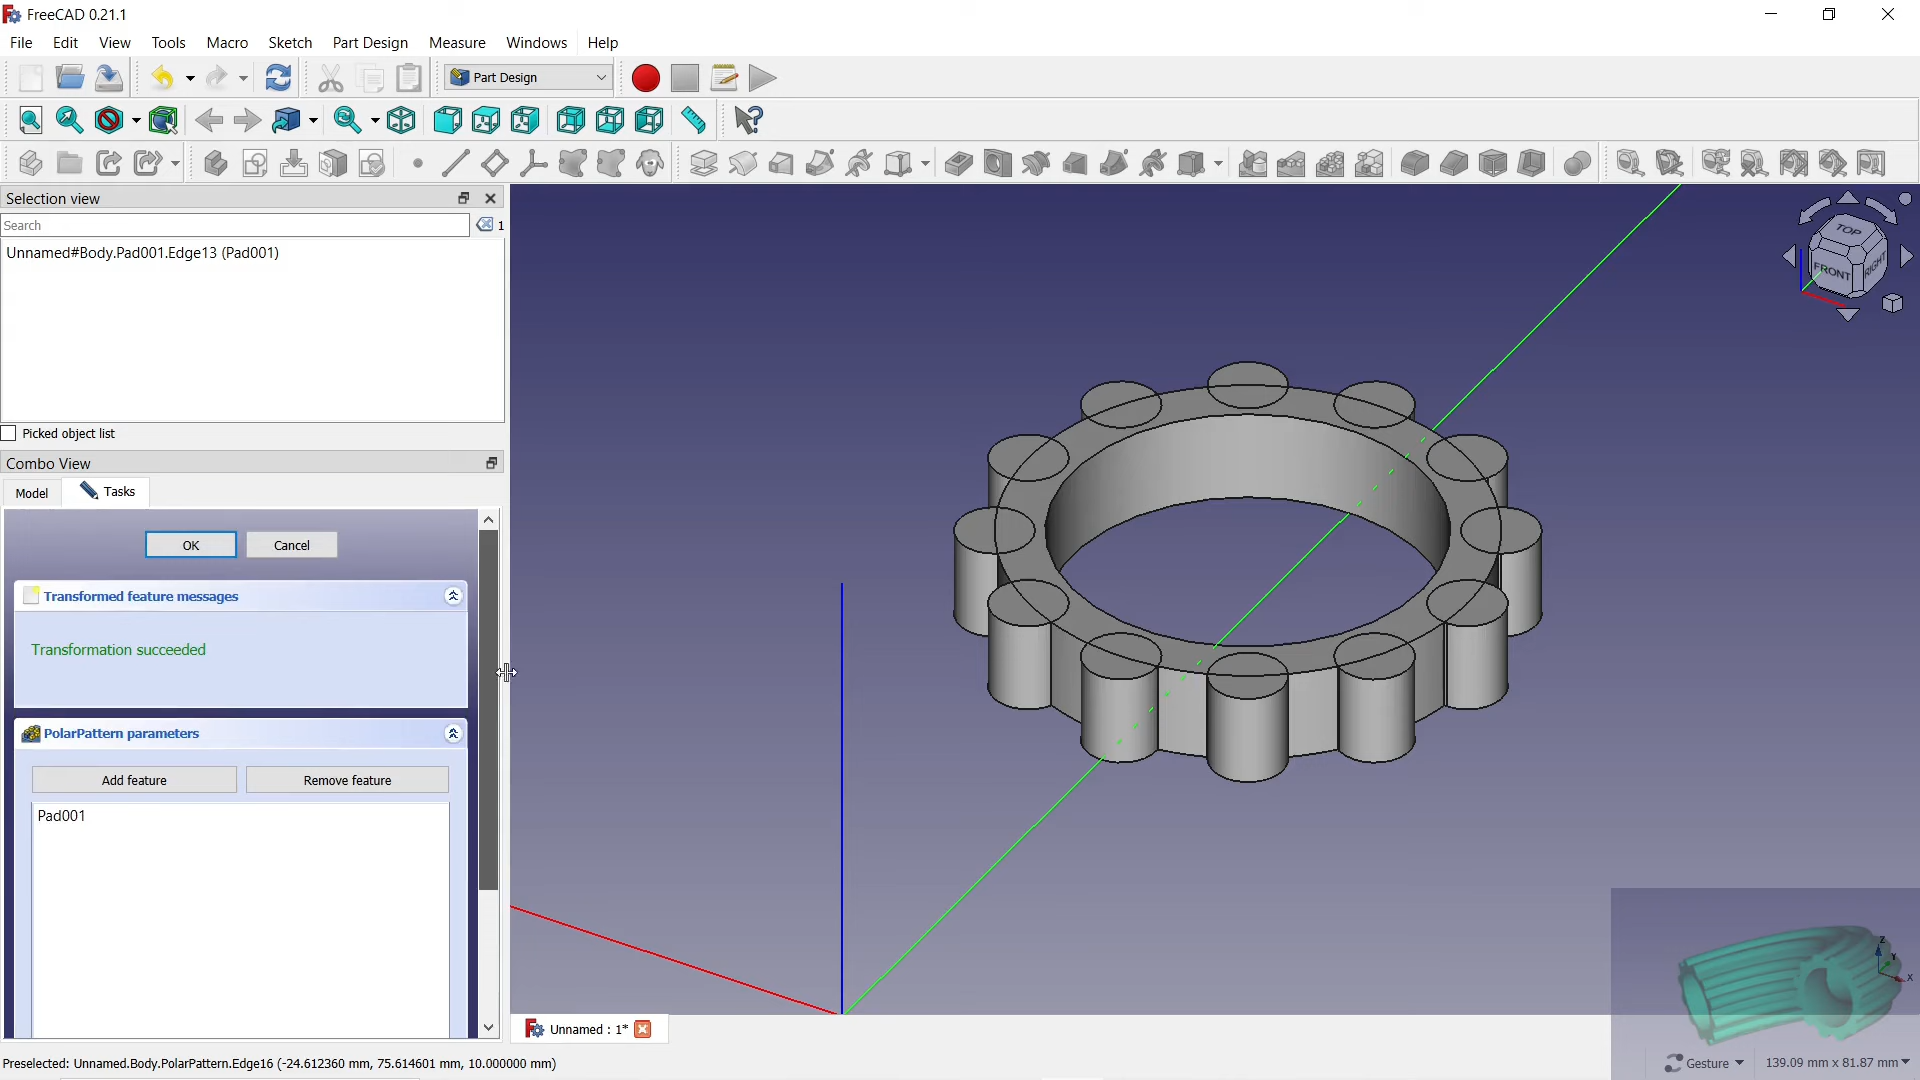 FreeCAD 0.21.1
File Edit View Tools Macro Sketch Part Design Measure Windows Help
Part Design
Selection view
Search
1
Unnamed#Body.Pad001.Edge13 (Pad001)
Picked object list
Combo View
Model Tasks
OK Cancel
Transformed feature messages
Transformation succeeded
PolarPattern parameters
Add feature Remove feature
Pad001
TOP
FRONT RIGHT
Z
Y
X
Unnamed : 1*
Preselected: Unnamed.Body.PolarPattern.Edge16 (-24.612360 mm, 75.614601 mm, 10.000000 mm)
Gesture 139.09 mm x 81.87 mm